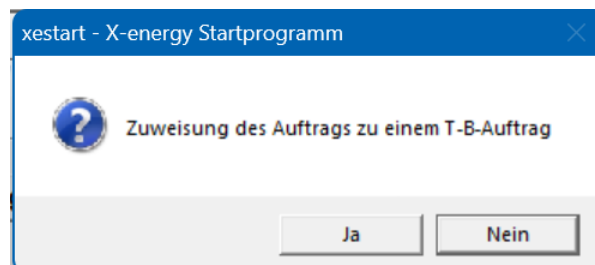 xestart - X-energy Startprogramm
Zuweisung des Auftrags zu einem T-B-Auftrag
Ja
Nein